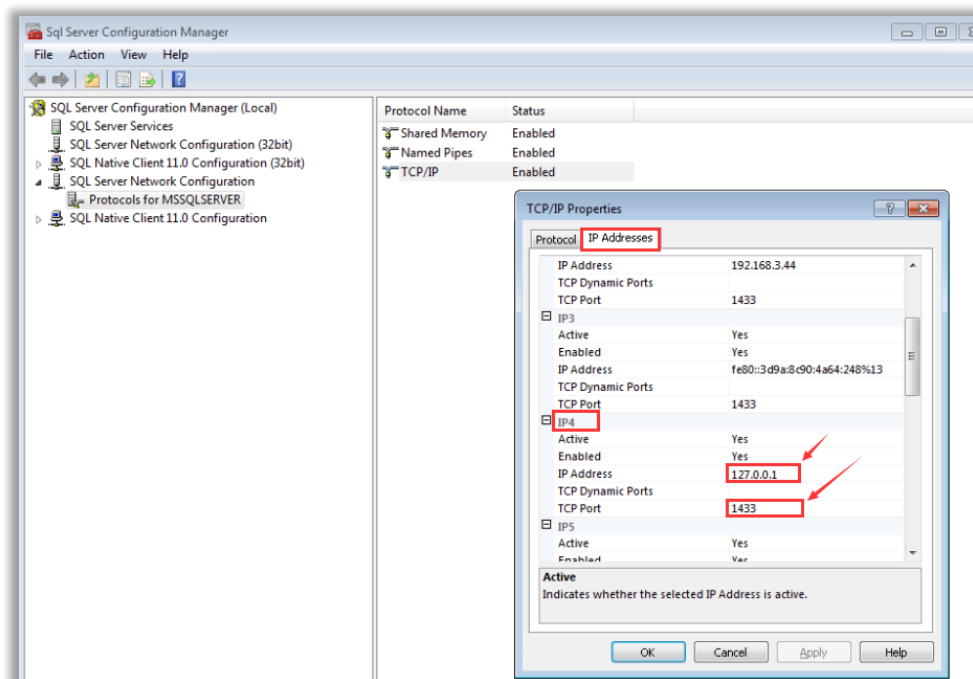 Sql Server Configuration Manager
File Action View Help
SQL Server Configuration Manager (Local)
SQL Server Services
SQL Server Network Configuration (32bit)
SQL Native Client 11.0 Configuration (32bit)
SQL Server Network Configuration
Protocols for MSSQLSERVER
SQL Native Client 11.0 Configuration
Protocol Name Status
Shared Memory Enabled
Named Pipes Enabled
TCP/IP Enabled
TCP/IP Properties
Protocol IP Addresses
IP Address 192.168.3.44
TCP Dynamic Ports
TCP Port 1433
IP3
Active Yes
Enabled Yes
IP Address fe80::3d9a:8c90:4a64:248%13
TCP Dynamic Ports
TCP Port 1433
IP4
Active Yes
Enabled Yes
IP Address 127.0.0.1
TCP Dynamic Ports
TCP Port 1433
IP5
Active Yes
Enabled Yes
Active
Indicates whether the selected IP Address is active.
OK Cancel Apply Help